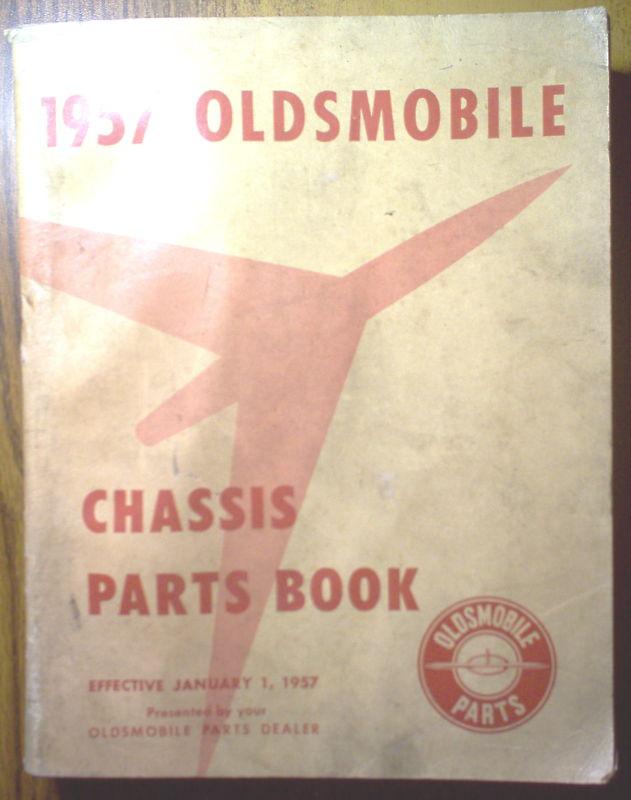 1957 OLDSMOBILE
CHASSIS
PARTS BOOK
OLDSMOBILE
PARTS
EFFECTIVE JANUARY 1, 1957
Presented by your
OLDSMOBILE PARTS DEALER